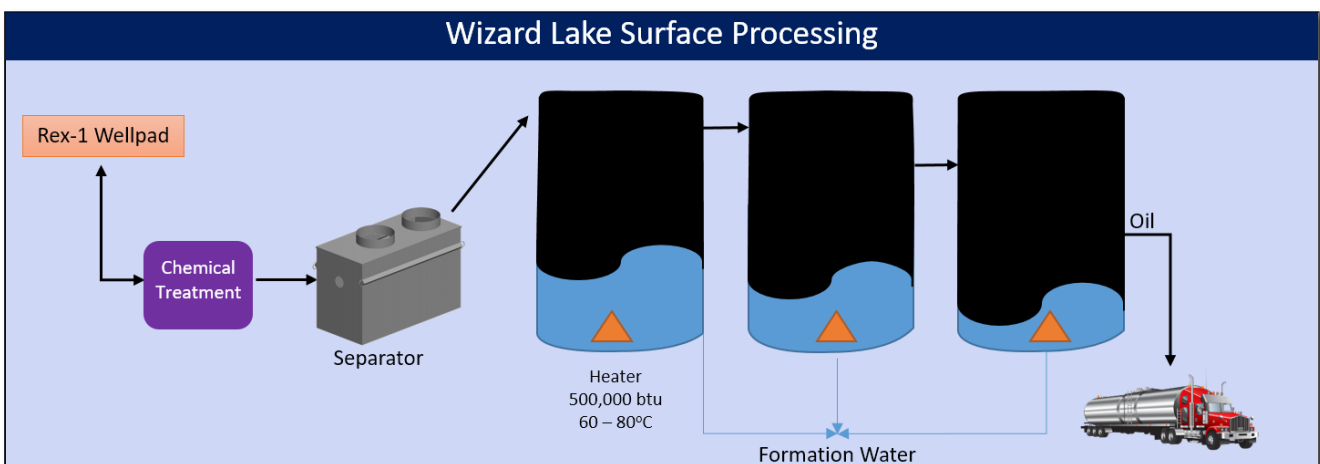 Wizard Lake Surface Processing
Rex-1 Wellpad
Chemical
Treatment
Separator
Heater
500,000 btu
60 – 80°C
Oil
Formation Water